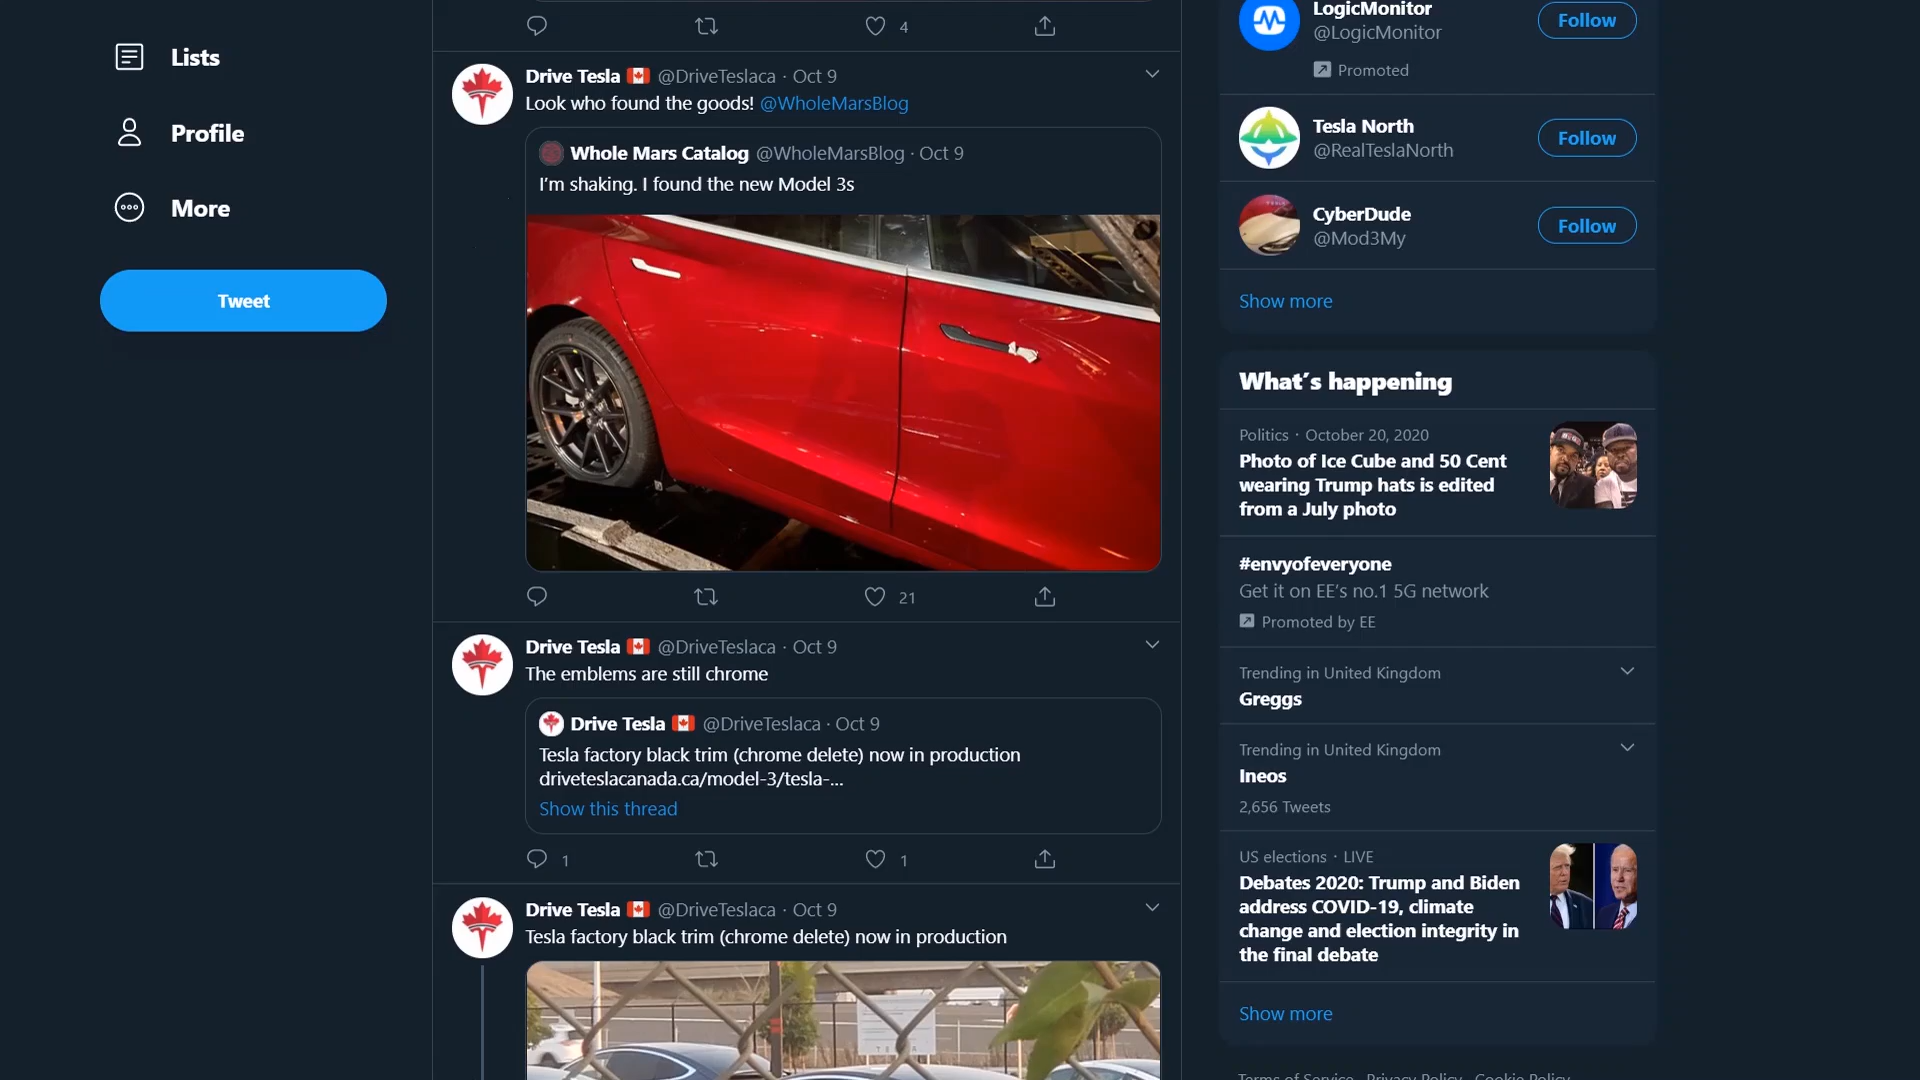 Lists
Profile
More
Tweet
4
Drive Tesla @DriveTeslaca · Oct 9
Look who found the goods! @WholeMarsBlog
Whole Mars Catalog @WholeMarsBlog · Oct 9
I'm shaking. I found the new Model 3s
21
Drive Tesla @DriveTeslaca · Oct 9
The emblems are still chrome
Drive Tesla @DriveTeslaca · Oct 9
Tesla factory black trim (chrome delete) now in production
driveteslacanada.ca/model-3/tesla-...
Show this thread
1
1
Drive Tesla @DriveTeslaca · Oct 9
Tesla factory black trim (chrome delete) now in production
TESLA
LogicMonitor
@LogicMonitor
Follow
Promoted
Tesla North
@RealTeslaNorth
Follow
CyberDude
@Mod3My
Follow
Show more
What's happening
Politics · October 20, 2020
Photo of Ice Cube and 50 Cent
wearing Trump hats is edited
from a July photo
#envyofeveryone
Get it on EE's no.1 5G network
Promoted by EE
Trending in United Kingdom
Greggs
Trending in United Kingdom
Ineos
2,656 Tweets
US elections · LIVE
Debates 2020: Trump and Biden
address COVID-19, climate
change and election integrity in
the final debate
Show more
Terms of Service Privacy Policy Cookie Policy